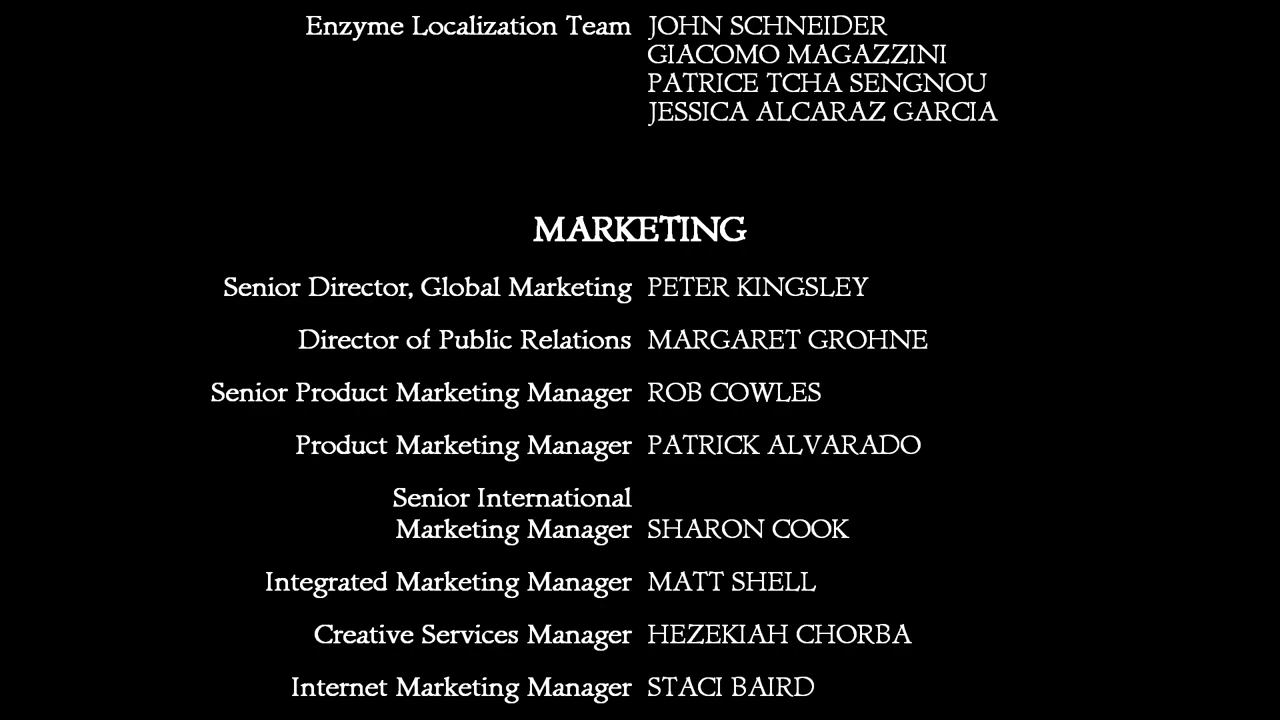 Enzyme Localization Team JOHN SCHNEIDER
GIACOMO MAGAZZINI
PATRICE TCHA SENGNOU
JESSICA ALCARAZ GARCIA
MARKETING
Senior Director, Global Marketing PETER KINGSLEY
Director of Public Relations MARGARET GROHNE
Senior Product Marketing Manager ROB COWLES
Product Marketing Manager PATRICK ALVARADO
Senior International
Marketing Manager SHARON COOK
Integrated Marketing Manager MATT SHELL
Creative Services Manager HEZEKIAH CHORBA
Internet Marketing Manager STACI BAIRD